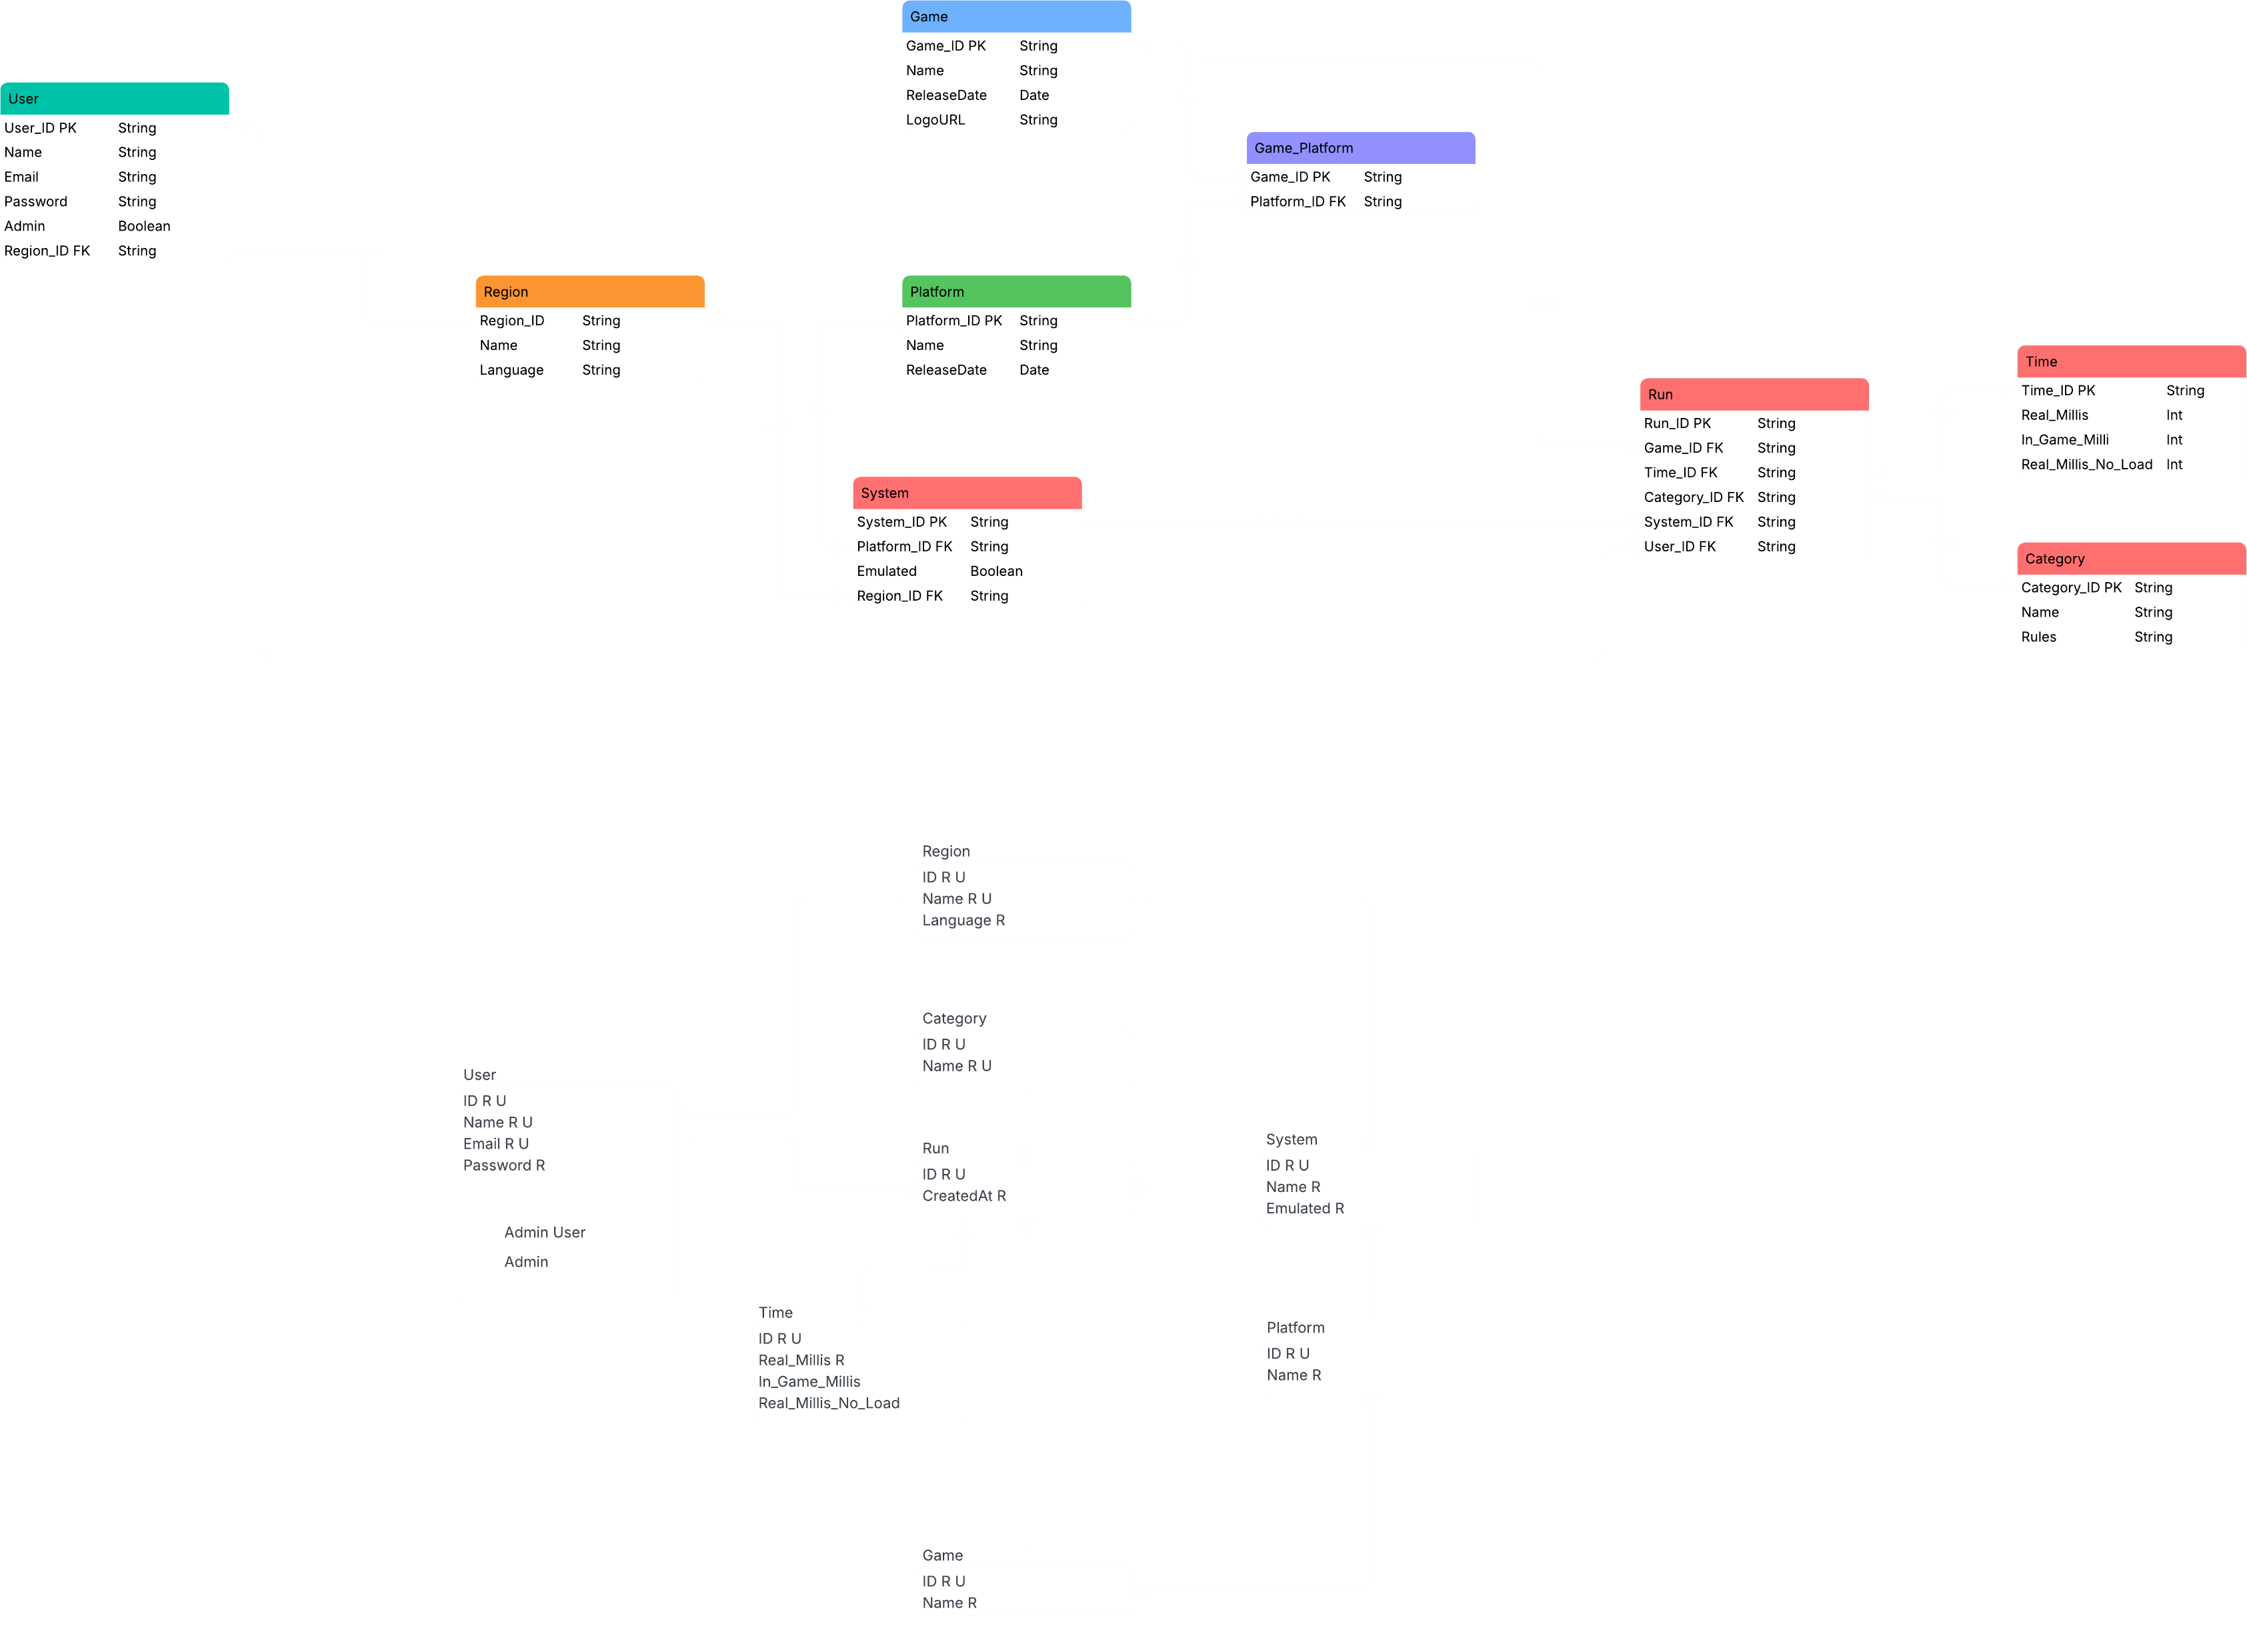 Game
Game_ID PK String
Name String
ReleaseDate Date
LogoURL String
User
User_ID PK String
Name String
Email String
Password String
Admin Boolean
Region_ID FK String
Game_Platform
Game_ID PK String
Platform_ID FK String
Region
Region_ID String
Name String
Language String
Platform
Platform_ID PK String
Name String
ReleaseDate Date
Time
Time_ID PK String
Real_Millis Int
In_Game_Milli Int
Real_Millis_No_Load Int
Run
Run_ID PK String
Game_ID FK String
Time_ID FK String
Category_ID FK String
System_ID FK String
User_ID FK String
System
System_ID PK String
Platform_ID FK String
Emulated Boolean
Region_ID FK String
Category
Category_ID PK String
Name String
Rules String
Region
ID R U
Name R U
Language R
Category
ID R U
Name R U
User
ID R U
Name R U
Email R U
Password R
Run
ID R U
CreatedAt R
System
ID R U
Name R
Emulated R
Admin User
Admin
Time
ID R U
Real_Millis R
In_Game_Millis
Real_Millis_No_Load
Platform
ID R U
Name R
Game
ID R U
Name R